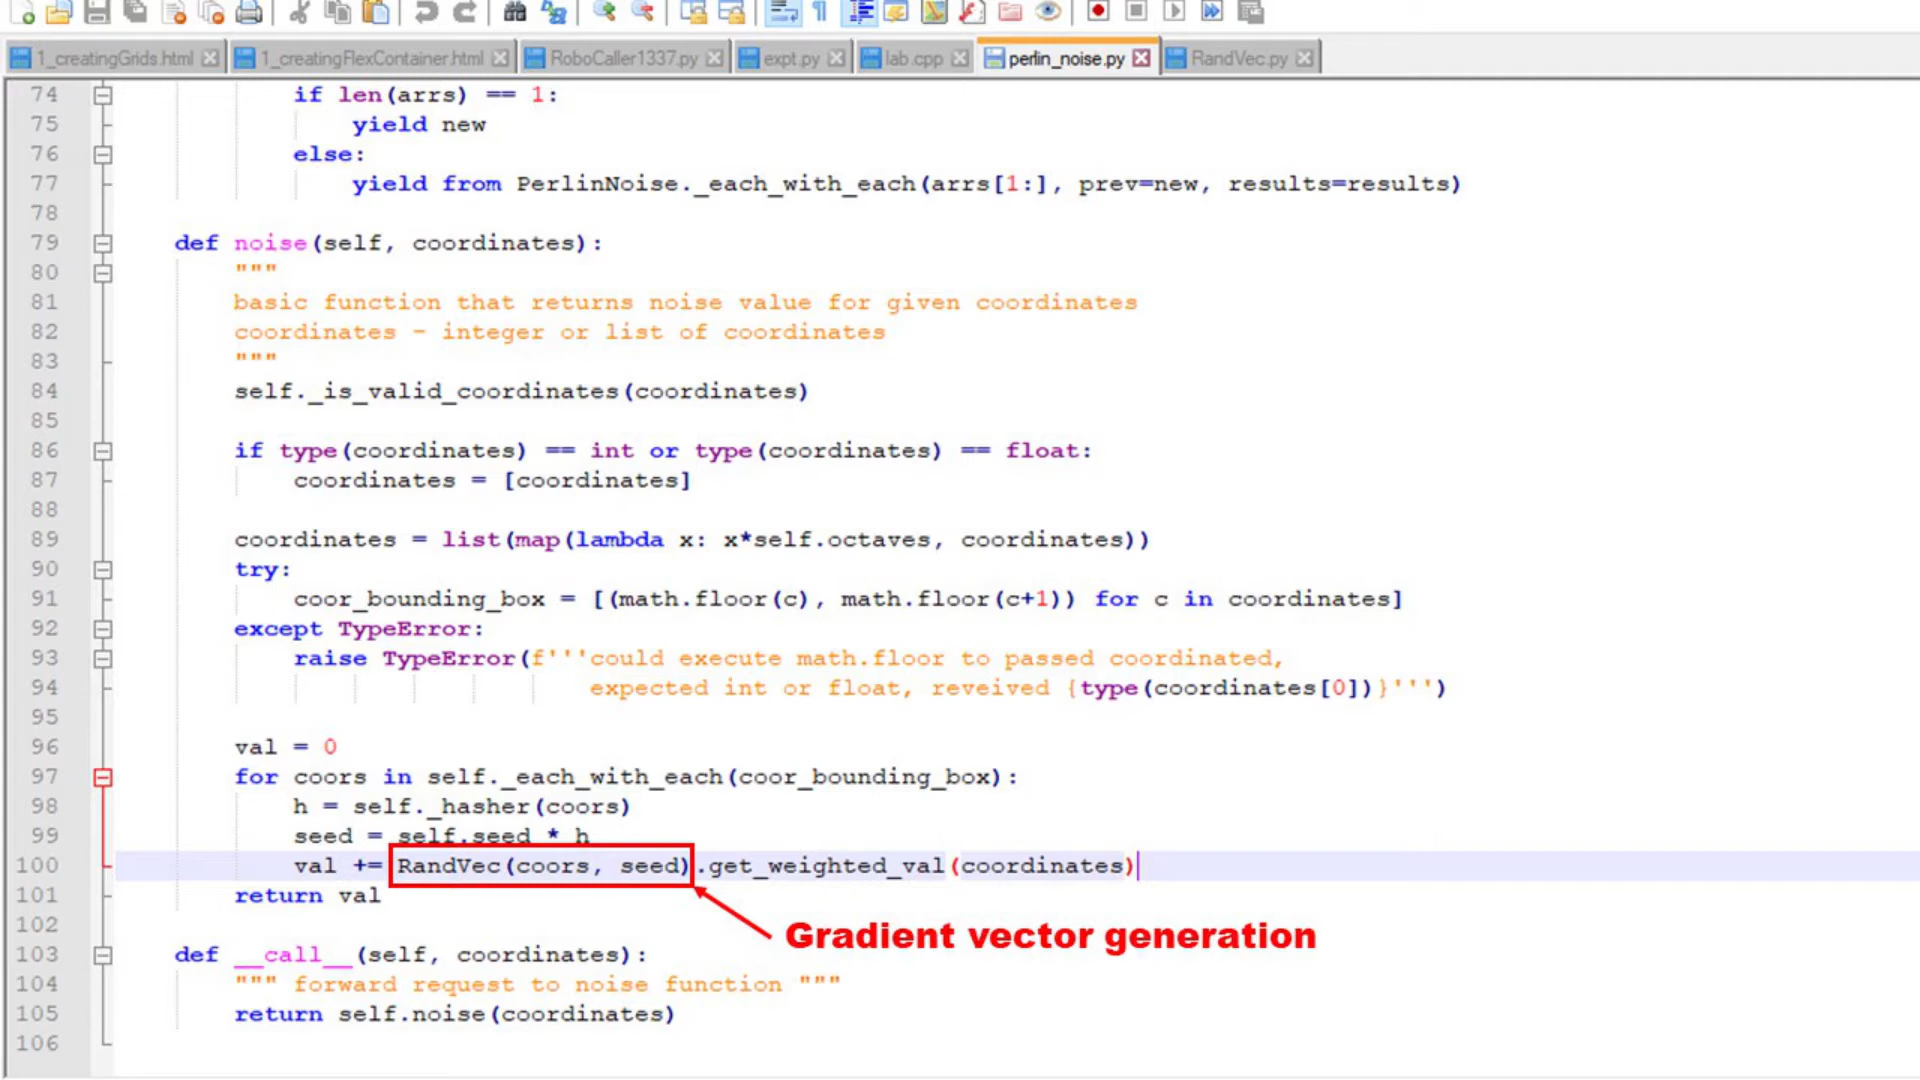 1_creatingGrids.html 1_creatingFlexContainer.html RoboCaller1337.py expt.py lab.cpp perlin_noise.py RandVec.py
74 if len(arrs) == 1:
75 yield new
76 else:
77 yield from PerlinNoise._each_with_each(arrs[1:], prev=new, results=results)
78
79 def noise(self, coordinates):
80 """
81 basic function that returns noise value for given coordinates
82 coordinates - integer or list of coordinates
83 """
84 self._is_valid_coordinates(coordinates)
85
86 if type(coordinates) == int or type(coordinates) == float:
87 coordinates = [coordinates]
88
89 coordinates = list(map(lambda x: x*self.octaves, coordinates))
90 try:
91 coor_bounding_box = [(math.floor(c), math.floor(c+1)) for c in coordinates]
92 except TypeError:
93 raise TypeError(f'''could execute math.floor to passed coordinated,
94 expected int or float, reveived {type(coordinates[0])}''')
95
96 val = 0
97 for coors in self._each_with_each(coor_bounding_box):
98 h = self._hasher(coors)
99 seed = self.seed * h
100 val += RandVec(coors, seed).get_weighted_val(coordinates)
101 return val
Gradient vector generation
102
103 def __call__(self, coordinates):
104 """ forward request to noise function """
105 return self.noise(coordinates)
106